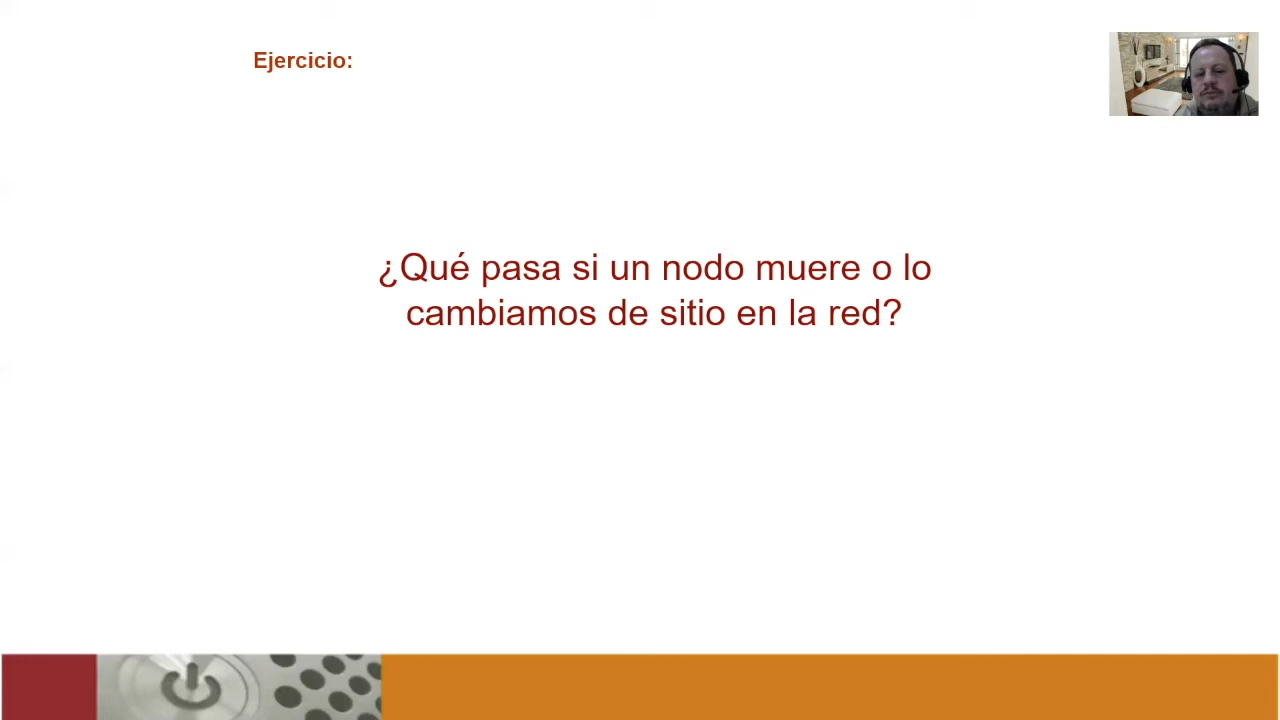 Ejercicio:
¿Qué pasa si un nodo muere o lo
cambiamos de sitio en la red?